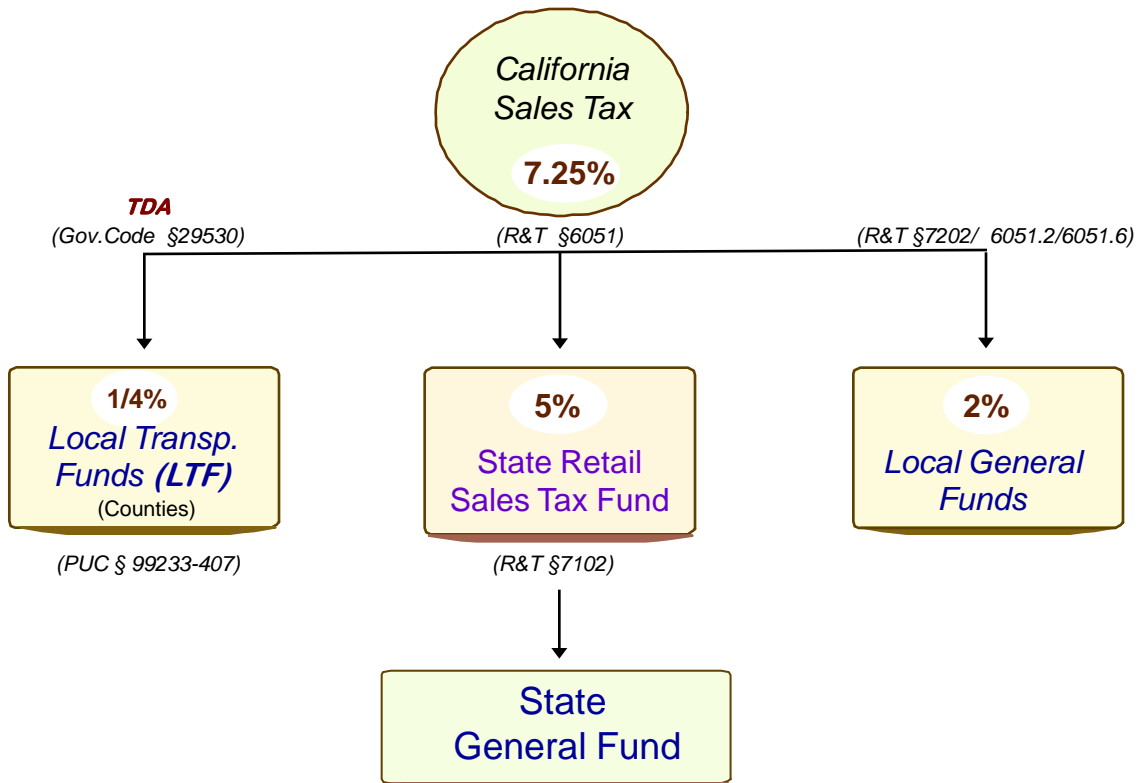 California
Sales Tax
7.25%
TDA
(Gov.Code §29530)
(R&T §6051)
(R&T §7202/ 6051.2/6051.6)
1/4%
Local Transp.
Funds (LTF)
(Counties)
5%
State Retail
Sales Tax Fund
2%
Local General
Funds
(PUC § 99233-407)
(R&T §7102)
State
General Fund